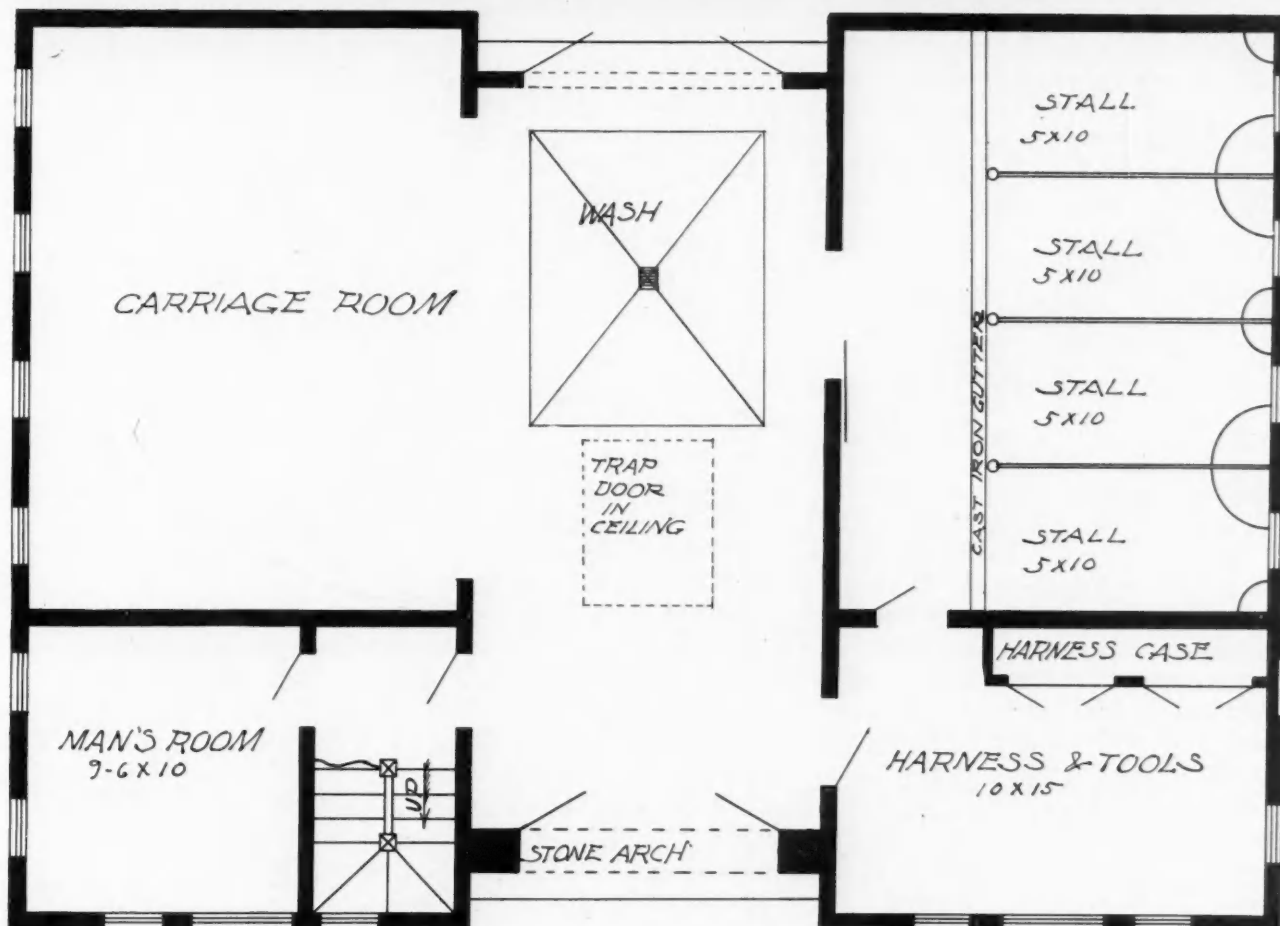 CARRIAGE ROOM
WASH
TRAP
DOOR
IN
CEILING
STALL
5X10
STALL
5X10
STALL
5X10
STALL
5X10
CAST IRON GUTTER
HARNESS CASE
MAN'S ROOM
9-6 X 10
UP
STONE ARCH
HARNESS & TOOLS
10 X 15